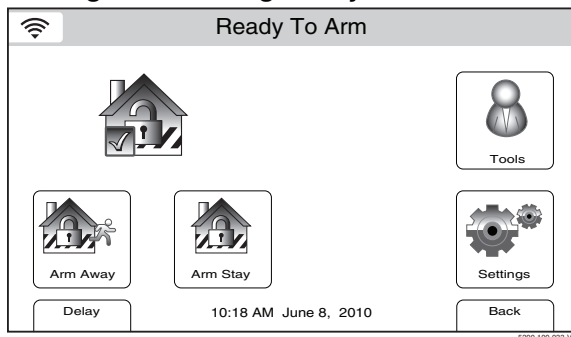 Ready To Arm
Tools
Arm Away
Arm Stay
Settings
Delay
10:18 AM June 8, 2010
Back